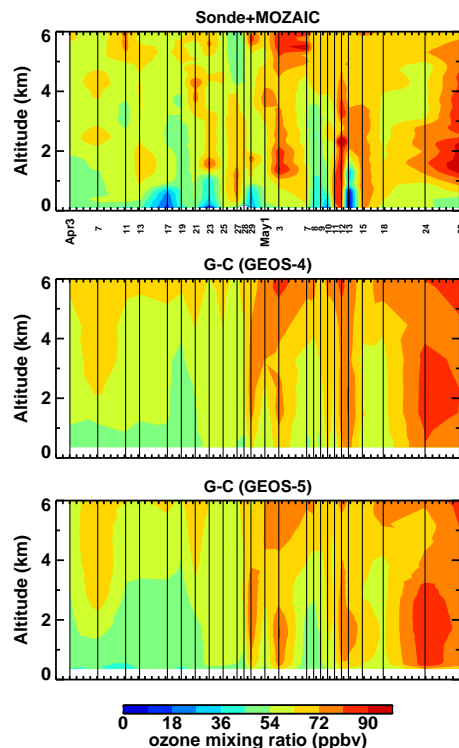 Sonde+MOZAIC
6
4
2
0
Altitude (km)
Apr3 7 11 13 17 19 21 23 25 27 28 29 May1 3 7 8 9 10 11 12 13 15 18 24
G-C (GEOS-4)
6
4
2
0
Altitude (km)
G-C (GEOS-5)
6
4
2
0
Altitude (km)
0 18 36 54 72 90
ozone mixing ratio (ppbv)